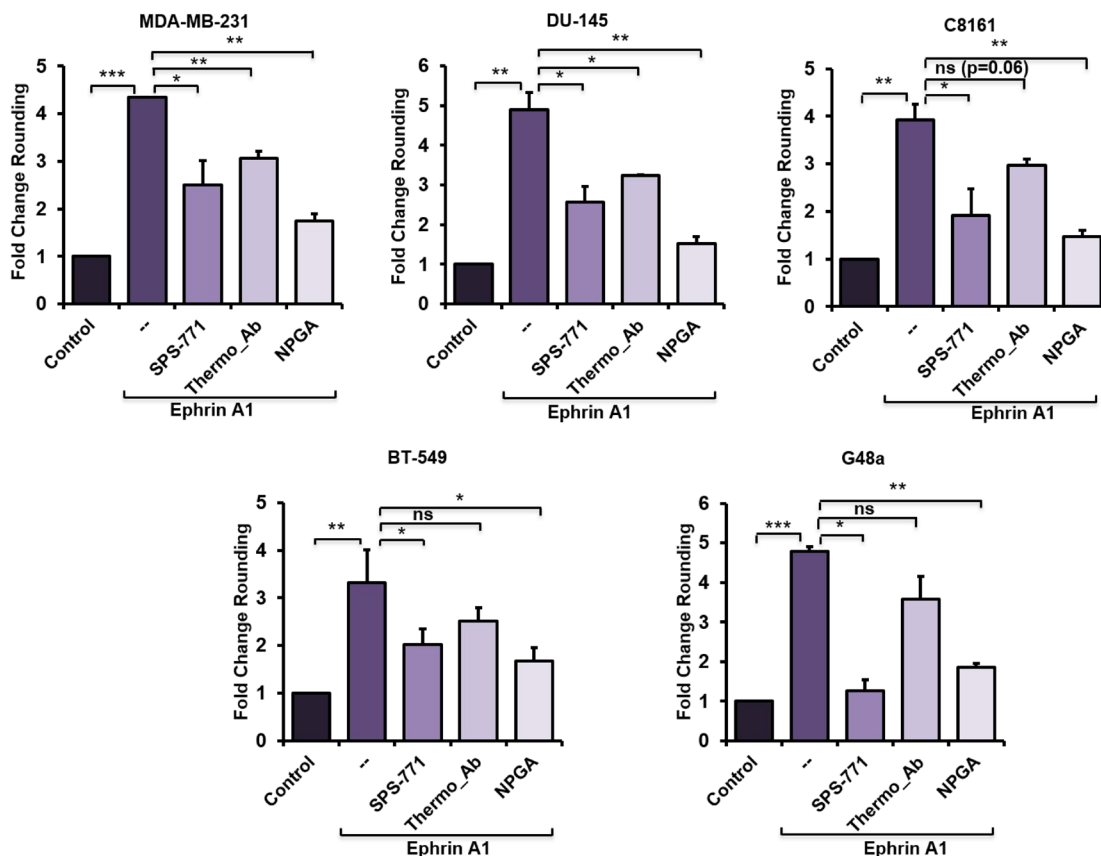 MDA-MB-231
Fold Change Rounding
5
4
3
2
1
0
***
*
**
**
Control
--
SPS-771
Thermo_Ab
NPGA
Ephrin A1
DU-145
Fold Change Rounding
6
5
4
3
2
1
0
**
*
*
**
Control
--
SPS-771
Thermo_Ab
NPGA
Ephrin A1
C8161
Fold Change Rounding
5
4
3
2
1
0
**
*
ns (p=0.06)
**
Control
--
SPS-771
Thermo_Ab
NPGA
Ephrin A1
BT-549
Fold Change Rounding
5
4
3
2
1
0
**
*
ns
*
Control
--
SPS-771
Thermo_Ab
NPGA
Ephrin A1
G48a
Fold Change Rounding
6
5
4
3
2
1
0
***
*
ns
**
Control
--
SPS-771
Thermo_Ab
NPGA
Ephrin A1